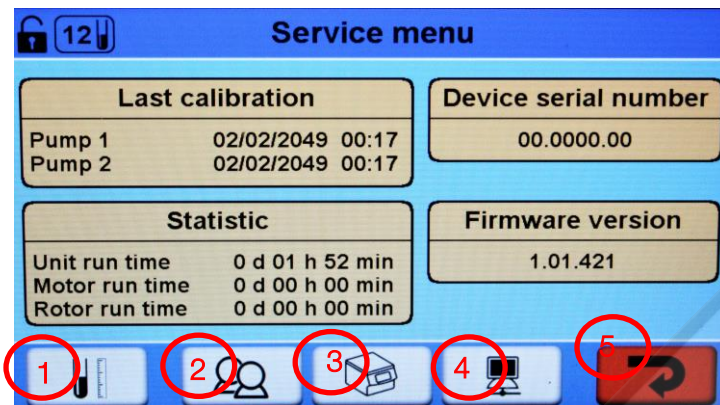 12
Service menu
Last calibration
Pump 1 02/02/2049 00:17
Pump 2 02/02/2049 00:17
Device serial number
00.0000.00
Statistic
Unit run time 0 d 01 h 52 min
Motor run time 0 d 00 h 00 min
Rotor run time 0 d 00 h 00 min
Firmware version
1.01.421
1
2
3
4
5